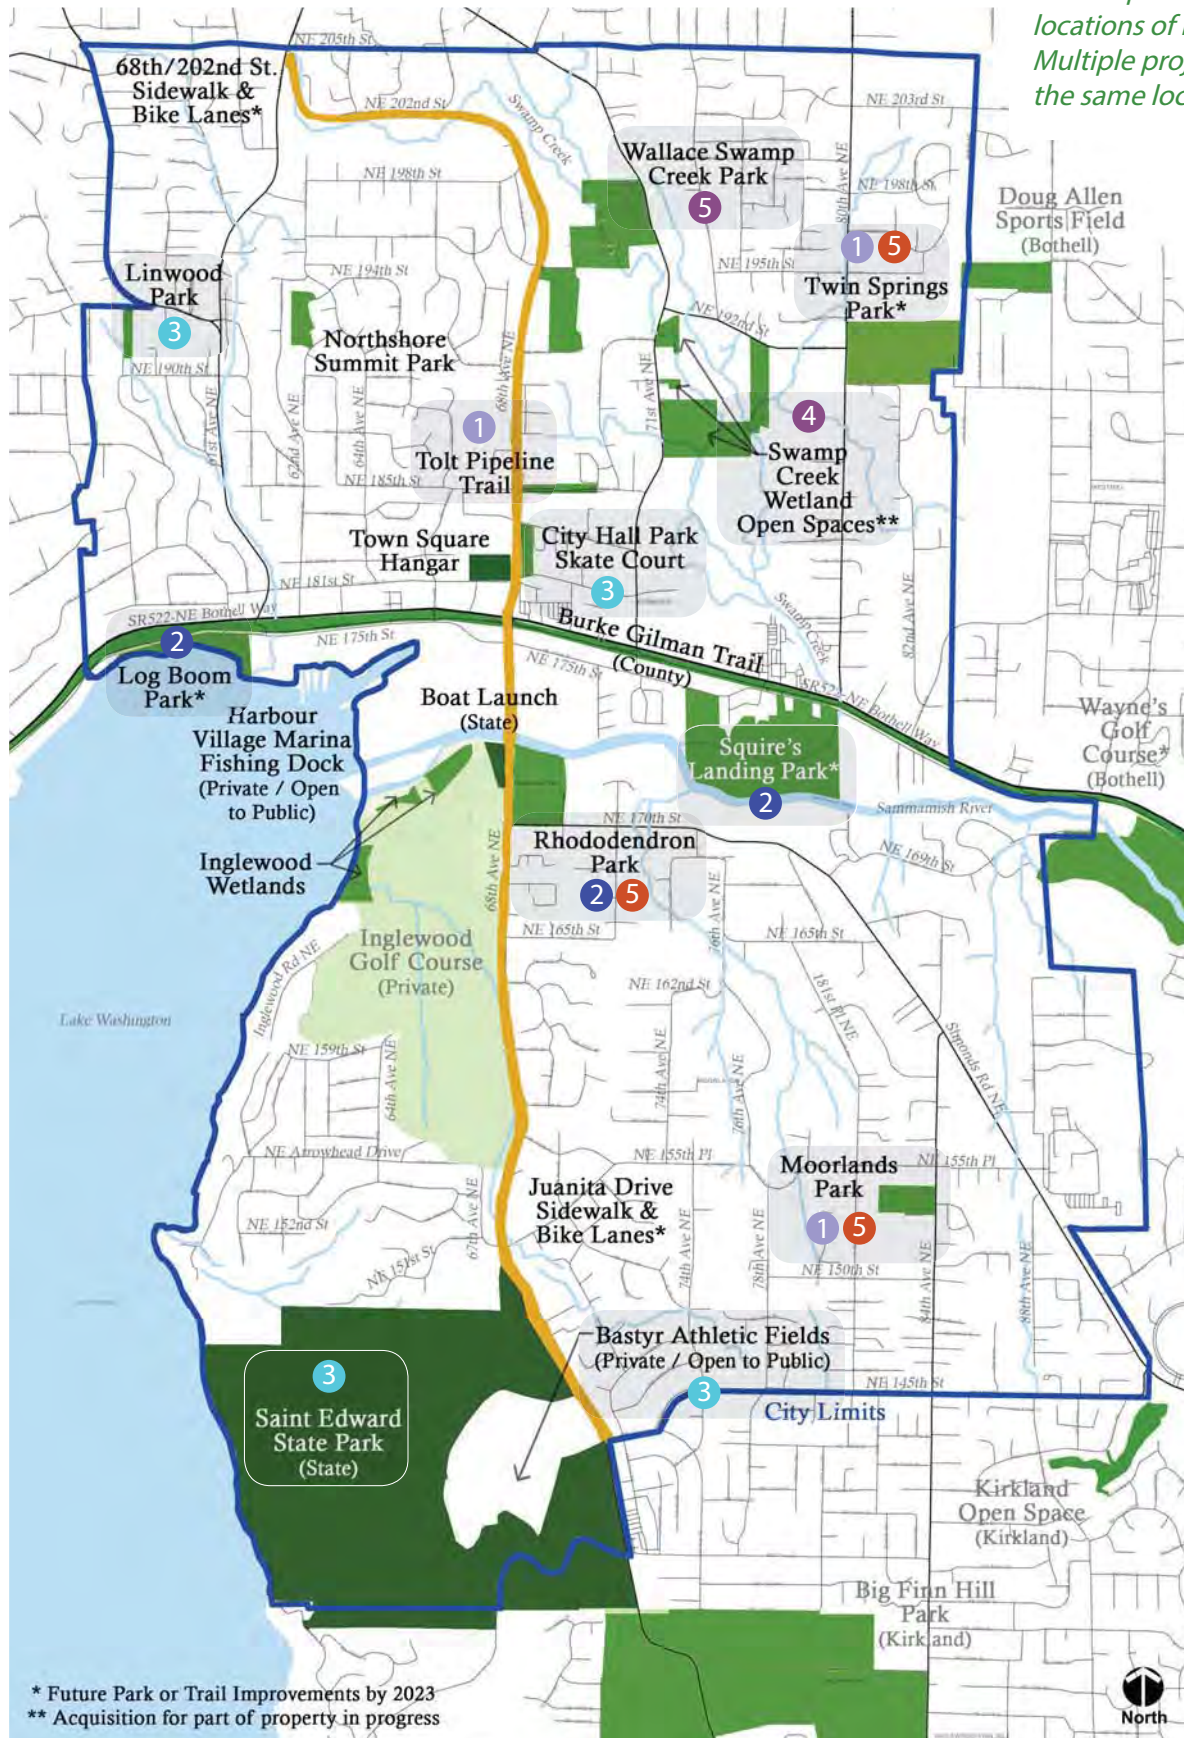 locations of
Multiple
the same
NE 205th St
68th/202nd St.
Sidewalk &
Bike Lanes*
NE 202nd St
Swamp Creek
NE 203rd St
Wallace Swamp
Creek Park
5
NE 198th St
80th Ave NE
NE 198th St.
Doug Allen
Sports Field
(Bothell)
1 5
Twin Springs
Park*
NE 195th St
Linwood
Park
3
NE 194th St
NE 192nd St
Northshore
Summit Park
68th Ave NE
NE 190th St
71st Ave NE
61st Ave NE
62nd Ave NE
64th Ave NE
1
Tolt Pipeline
Trail
NE 185th St
4
Swamp
Creek
Wetland
Open Spaces**
Town Square
Hangar
City Hall Park
Skate Court
3
NE 181st St
82nd Ave NE
Swamp Creek
SR522-NE Bothell Way
NE 175th St
Burke Gilman Trail
(County)
NE 175th St
SR522-NE Bothell Way
2
Log Boom
Park*
Harbour
Village Marina
Fishing Dock
(Private / Open
to Public)
Boat Launch
(State)
Squire's
Landing Park*
2
Wayne's
Golf
Course*
(Bothell)
Sammamish River
NE 170th St
Inglewood
Wetlands
68th Ave NE
Rhododendron
Park
2 5
NE 169th St
76th Ave NE
NE 165th St
NE 165th St
Inglewood
Golf Course
(Private)
Inglewood Rd NE
NE 162nd St
181st Pl NE
Lake Washington
Simonds Rd NE
NE 159th St
64th Ave NE
74th Ave NE
76th Ave NE
NE Arrowhead Drive
NE 155th Pl
NE 155th Pl
Moorlands
Park
1 5
Juanita Drive
Sidewalk &
Bike Lanes*
67th Ave NE
NE 152nd St
NE 151st St
74th Ave NE
78th Ave NE
NE 150th St
84th Ave NE
88th Ave NE
Bastyr Athletic Fields
(Private / Open to Public)
3
NE 145th St
City Limits
3
Saint Edward
State Park
(State)
Kirkland
Open Space
(Kirkland)
Big Finn Hill
Park
(Kirkland)
* Future Park or Trail Improvements by 2023
** Acquisition for part of property in progress
North